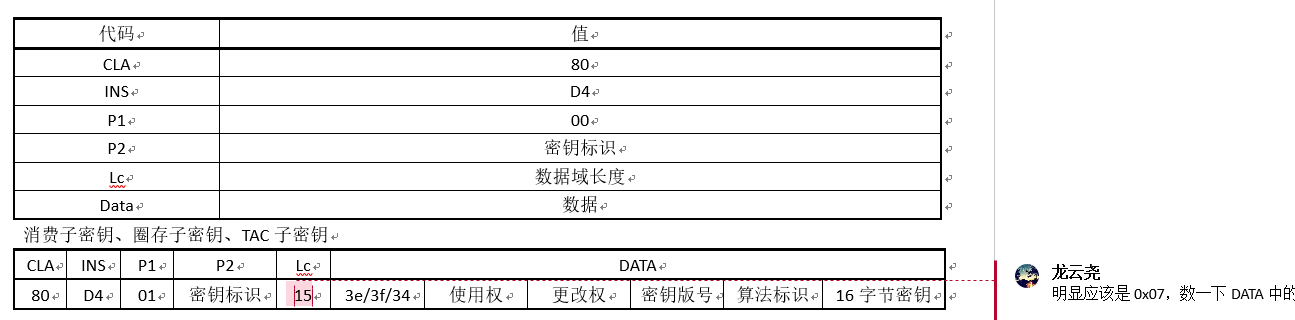 代码 值
CLA 80
INS D4
P1 00
P2 密钥标识
Lc 数据域长度
Data 数据
消费子密钥、圈存子密钥、TAC 子密钥
CLA INS P1 P2 Lc DATA
80 D4 01 密钥标识 15 3e/3f/34 使用权 更改权 密钥版号 算法标识 16 字节密钥
龙云尧
明显应该是 0x07，数一下 DATA 中的